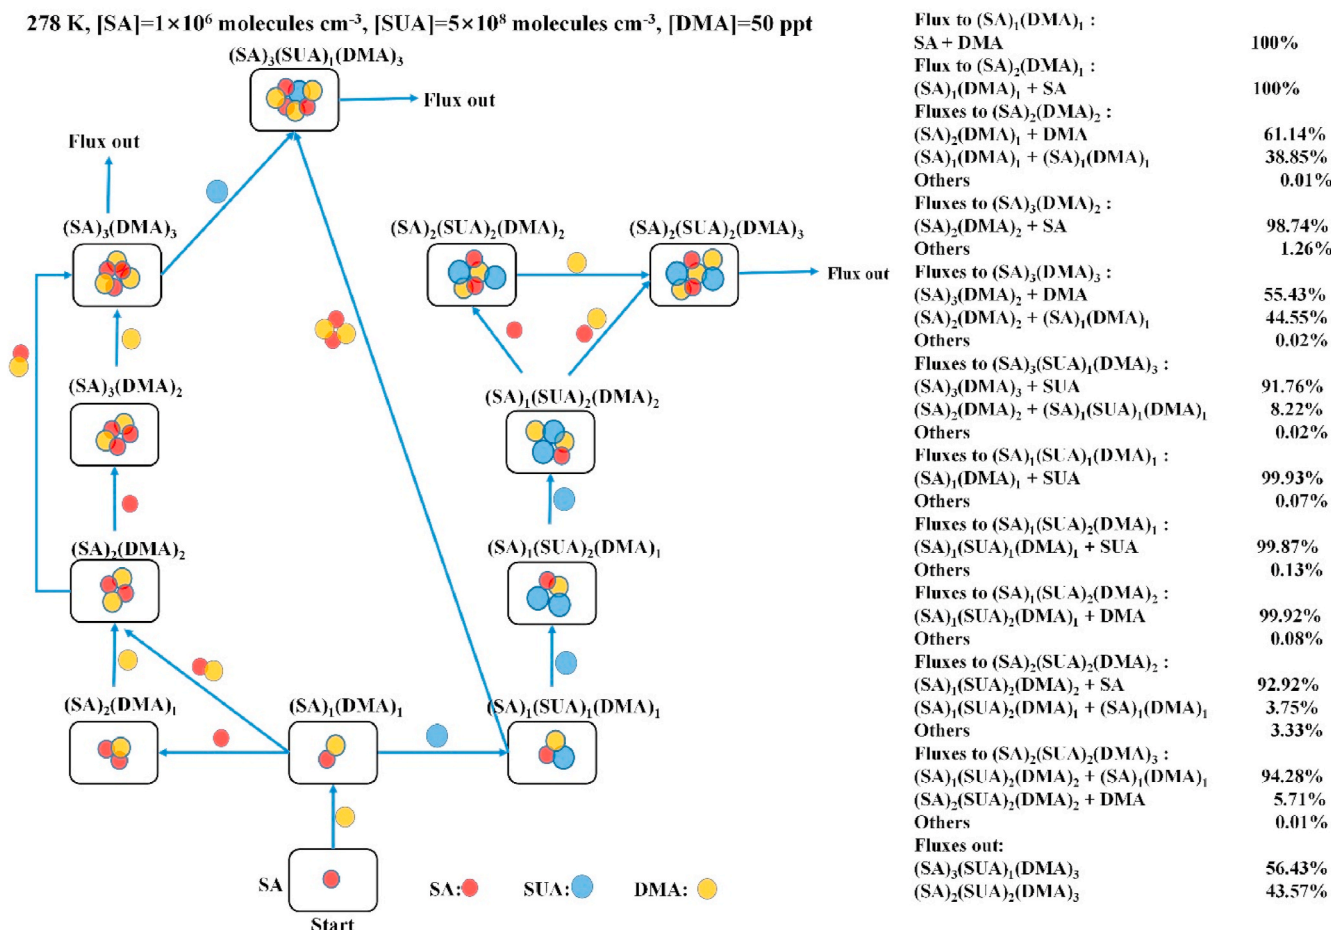 278 K, [SA]=1×10⁶ molecules cm⁻³, [SUA]=5×10⁸ molecules cm⁻³, [DMA]=50 ppt
(SA)₃(SUA)₁(DMA)₃
Flux out
Flux out
(SA)₃(DMA)₃
(SA)₂(SUA)₂(DMA)₂
(SA)₂(SUA)₂(DMA)₃
Flux out
(SA)₃(DMA)₂
(SA)₁(SUA)₂(DMA)₂
(SA)₂(DMA)₂
(SA)₁(SUA)₂(DMA)₁
(SA)₂(DMA)₁
(SA)₁(DMA)₁
(SA)₁(SUA)₁(DMA)₁
SA
Start
SA:
SUA:
DMA:
Flux to (SA)₁(DMA)₁ :
SA + DMA 100%
Flux to (SA)₂(DMA)₁ :
(SA)₁(DMA)₁ + SA 100%
Fluxes to (SA)₂(DMA)₂ :
(SA)₂(DMA)₁ + DMA 61.14%
(SA)₁(DMA)₁ + (SA)₁(DMA)₁ 38.85%
Others 0.01%
Fluxes to (SA)₃(DMA)₂ :
(SA)₂(DMA)₂ + SA 98.74%
Others 1.26%
Fluxes to (SA)₃(DMA)₃ :
(SA)₃(DMA)₂ + DMA 55.43%
(SA)₂(DMA)₂ + (SA)₁(DMA)₁ 44.55%
Others 0.02%
Fluxes to (SA)₃(SUA)₁(DMA)₃ :
(SA)₃(DMA)₃ + SUA 91.76%
(SA)₂(DMA)₂ + (SA)₁(SUA)₁(DMA)₁ 8.22%
Others 0.02%
Fluxes to (SA)₁(SUA)₁(DMA)₁ :
(SA)₁(DMA)₁ + SUA 99.93%
Others 0.07%
Fluxes to (SA)₁(SUA)₂(DMA)₁ :
(SA)₁(SUA)₁(DMA)₁ + SUA 99.87%
Others 0.13%
Fluxes to (SA)₁(SUA)₂(DMA)₂ :
(SA)₁(SUA)₂(DMA)₁ + DMA 99.92%
Others 0.08%
Fluxes to (SA)₂(SUA)₂(DMA)₂ :
(SA)₁(SUA)₂(DMA)₂ + SA 92.92%
(SA)₁(SUA)₂(DMA)₁ + (SA)₁(DMA)₁ 3.75%
Others 3.33%
Fluxes to (SA)₂(SUA)₂(DMA)₃ :
(SA)₁(SUA)₂(DMA)₂ + (SA)₁(DMA)₁ 94.28%
(SA)₂(SUA)₂(DMA)₂ + DMA 5.71%
Others 0.01%
Fluxes out:
(SA)₃(SUA)₁(DMA)₃ 56.43%
(SA)₂(SUA)₂(DMA)₃ 43.57%